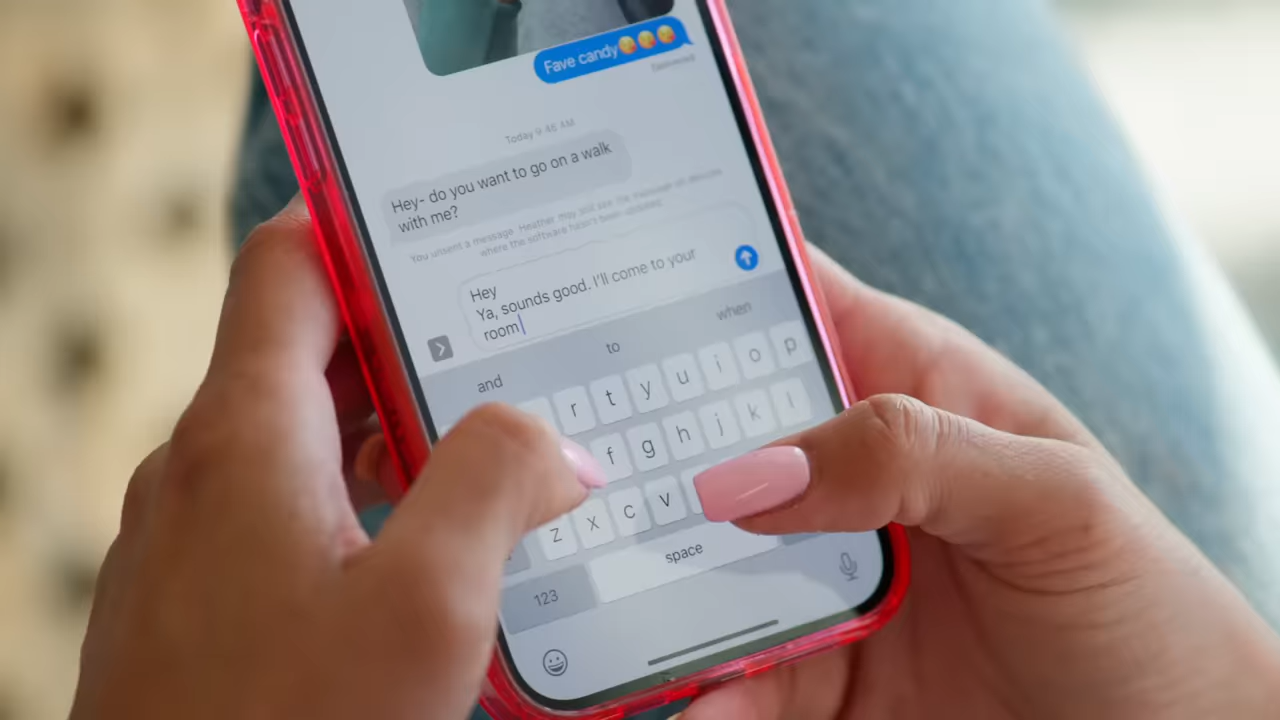 Fave candy😘😘😘
Delivered
Today 9:46 AM
Hey- do you want to go on a walk
with me?
You unsent a message. Heather may still see the message on devices
where the software hasn't been updated.
Hey
Ya, sounds good. I'll come to your
room
and to when
r t y u i o p
f g h j k l
z x c v
123 space